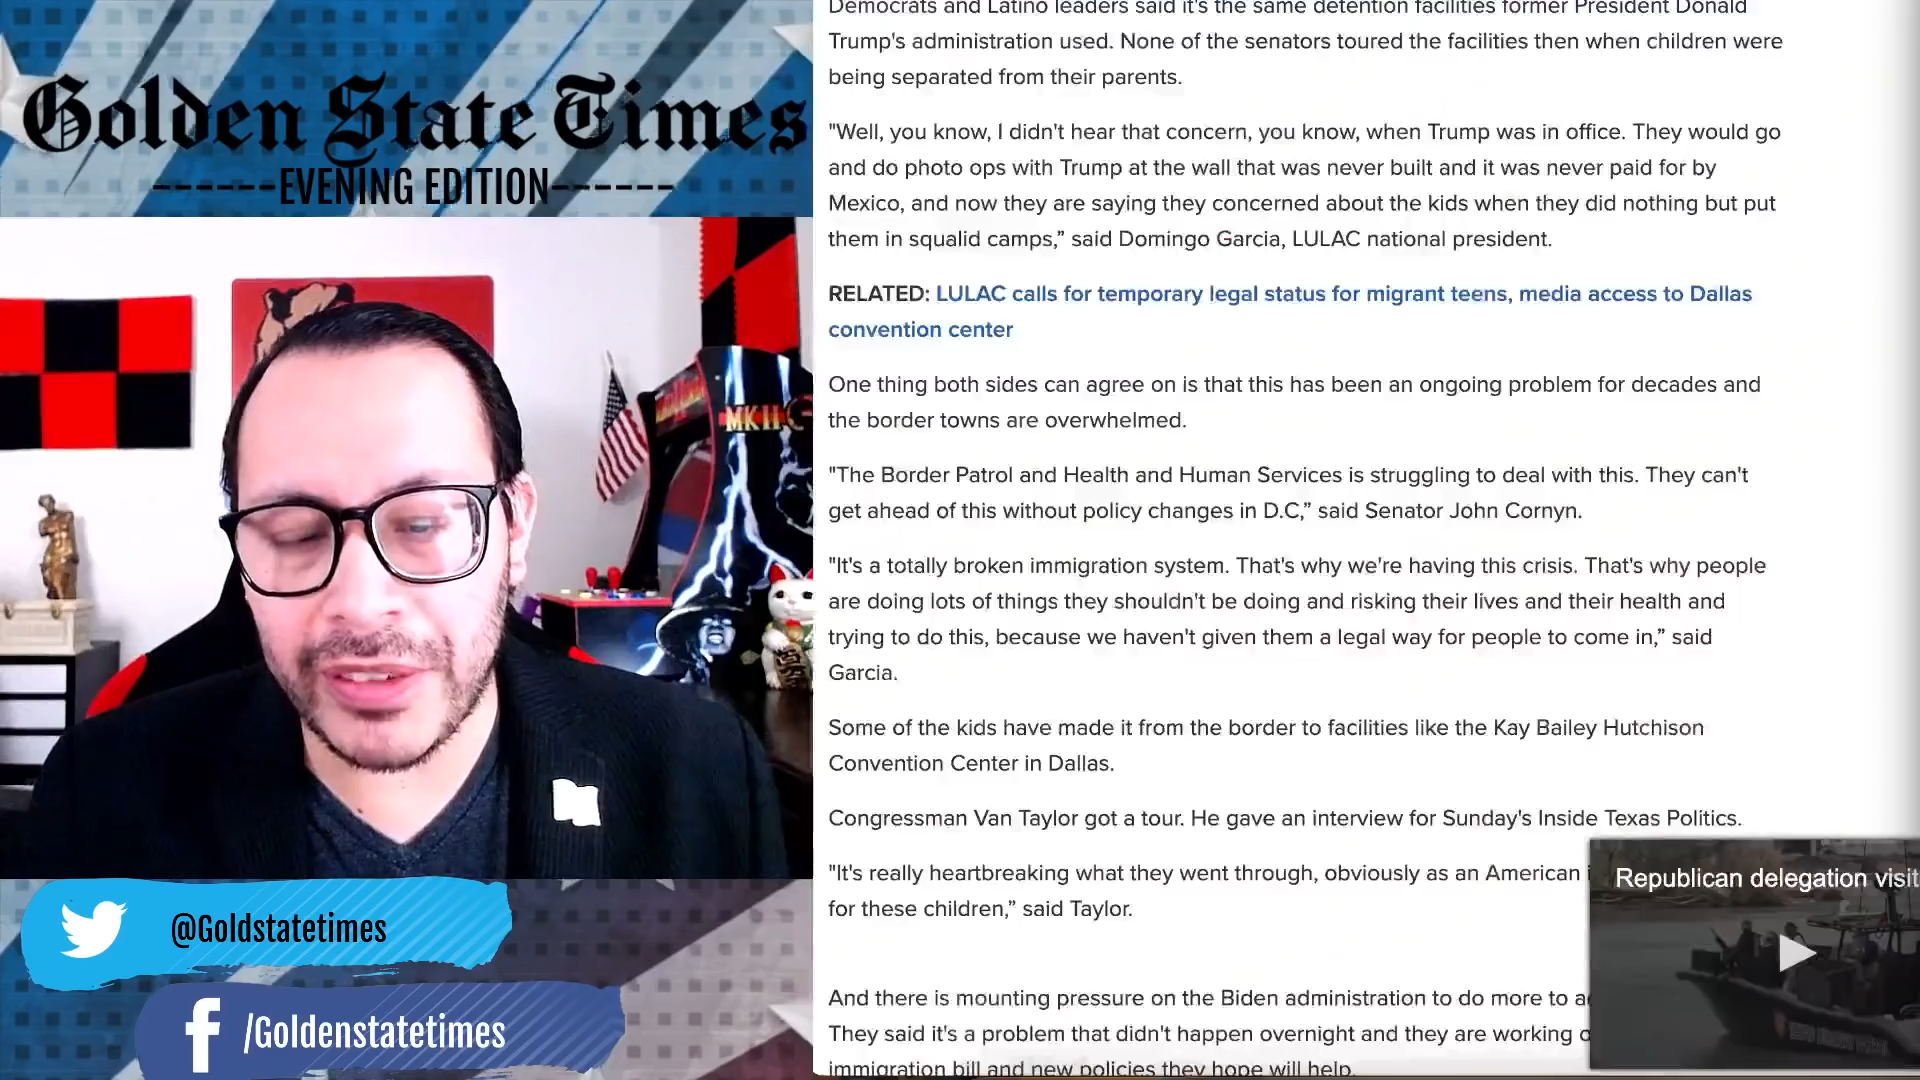 Golden State Times
------EVENING EDITION------
MKII
@Goldstatetimes
/Goldenstatetimes
Democrats and Latino leaders said it's the same detention facilities former President Donald
Trump's administration used. None of the senators toured the facilities then when children were
being separated from their parents.
"Well, you know, I didn't hear that concern, you know, when Trump was in office. They would go
and do photo ops with Trump at the wall that was never built and it was never paid for by
Mexico, and now they are saying they concerned about the kids when they did nothing but put
them in squalid camps,” said Domingo Garcia, LULAC national president.
RELATED: LULAC calls for temporary legal status for migrant teens, media access to Dallas
convention center
One thing both sides can agree on is that this has been an ongoing problem for decades and
the border towns are overwhelmed.
"The Border Patrol and Health and Human Services is struggling to deal with this. They can't
get ahead of this without policy changes in D.C,” said Senator John Cornyn.
"It's a totally broken immigration system. That's why we're having this crisis. That's why people
are doing lots of things they shouldn't be doing and risking their lives and their health and
trying to do this, because we haven't given them a legal way for people to come in,” said
Garcia.
Some of the kids have made it from the border to facilities like the Kay Bailey Hutchison
Convention Center in Dallas.
Congressman Van Taylor got a tour. He gave an interview for Sunday's Inside Texas Politics.
"It's really heartbreaking what they went through, obviously as an American
for these children,” said Taylor.
And there is mounting pressure on the Biden administration to do more to
They said it's a problem that didn't happen overnight and they are working
immigration bill and new policies they hope will help.
Republican delegation visit